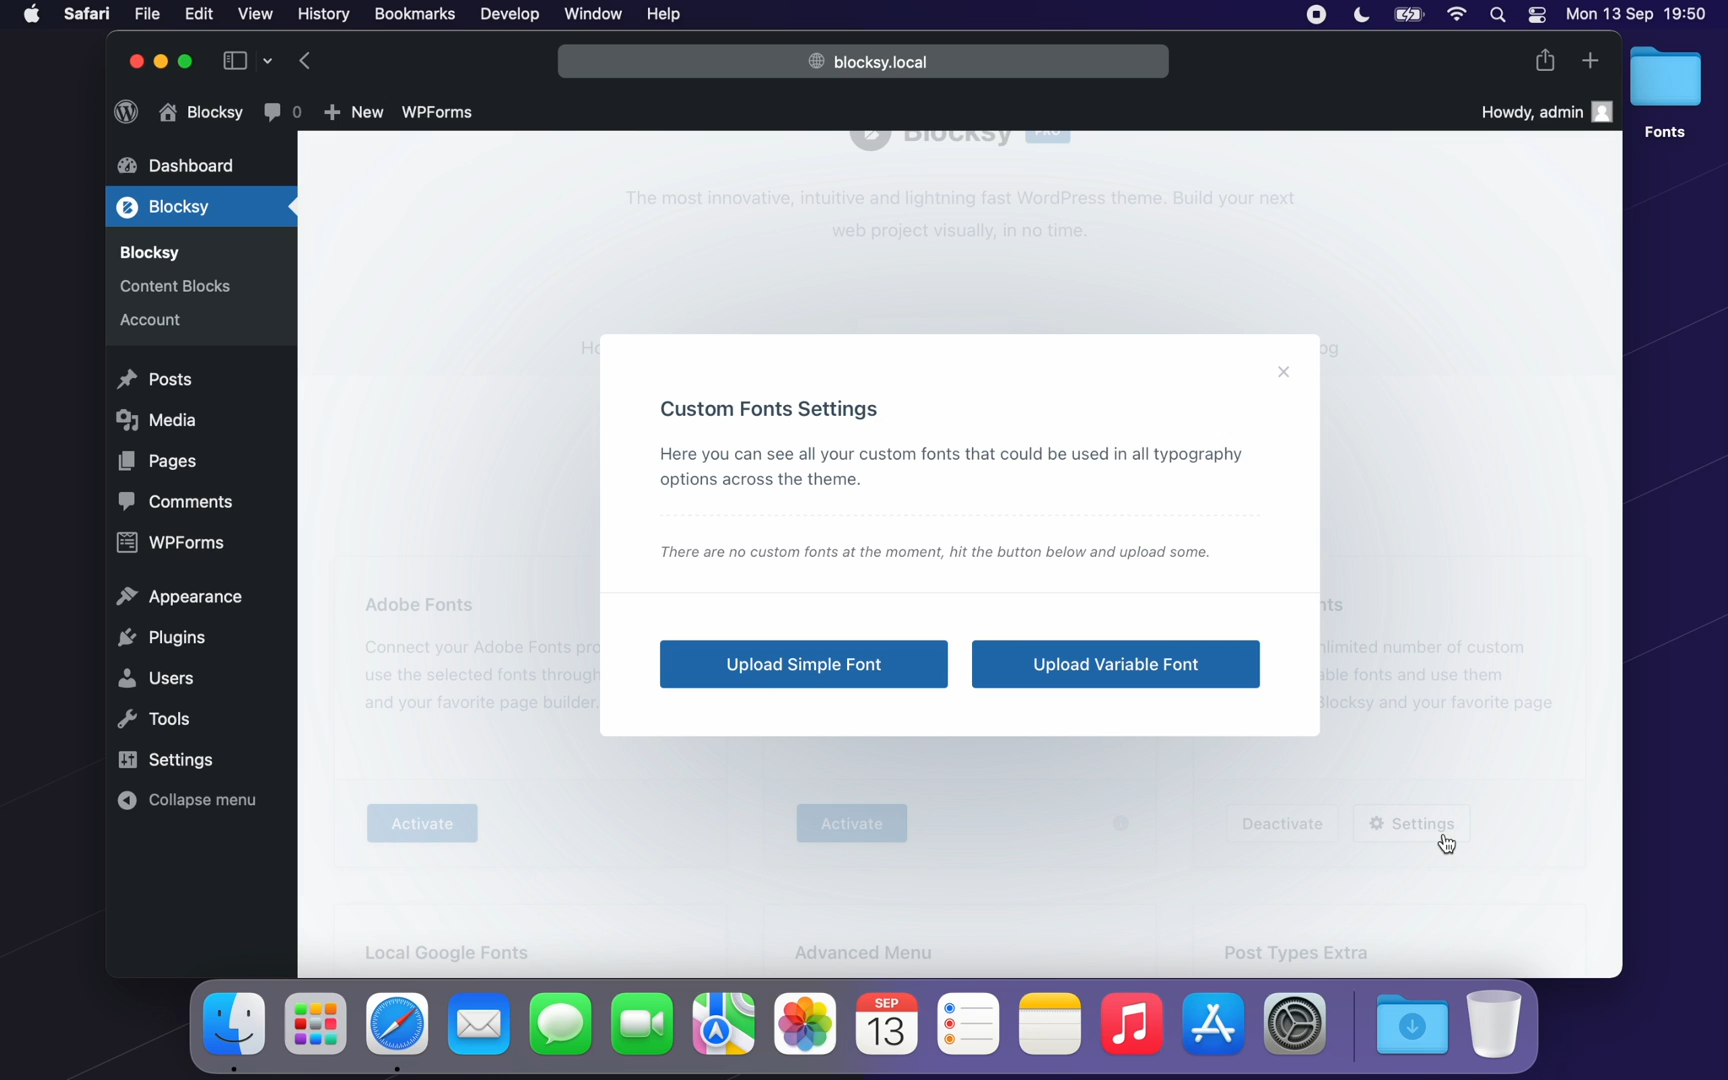 Safari File Edit View History Bookmarks Develop Window Help Mon 13 Sep 19:50
blocksy.local
Blocksy 0 New WPForms Howdy, admin
Fonts
Dashboard
Blocksy
Blocksy
Content Blocks
Account
Posts
Media
Pages
Comments
WPForms
Appearance
Plugins
Users
Tools
Settings
Collapse menu
Blocksy PRO
The most innovative, intuitive and lightning fast WordPress theme. Build your next
web project visually, in no time.
Custom Fonts Settings
Here you can see all your custom fonts that could be used in all typography
options across the theme.
There are no custom fonts at the moment, hit the button below and upload some.
Upload Simple Font Upload Variable Font
Adobe Fonts
Connect your Adobe Fonts
use the selected fonts
and your favorite page builder.
number of custom
fonts and use them
Blocksy and your favorite page
Activate Activate Deactivate Settings
Local Google Fonts Advanced Menu Post Types Extra
SEP
13